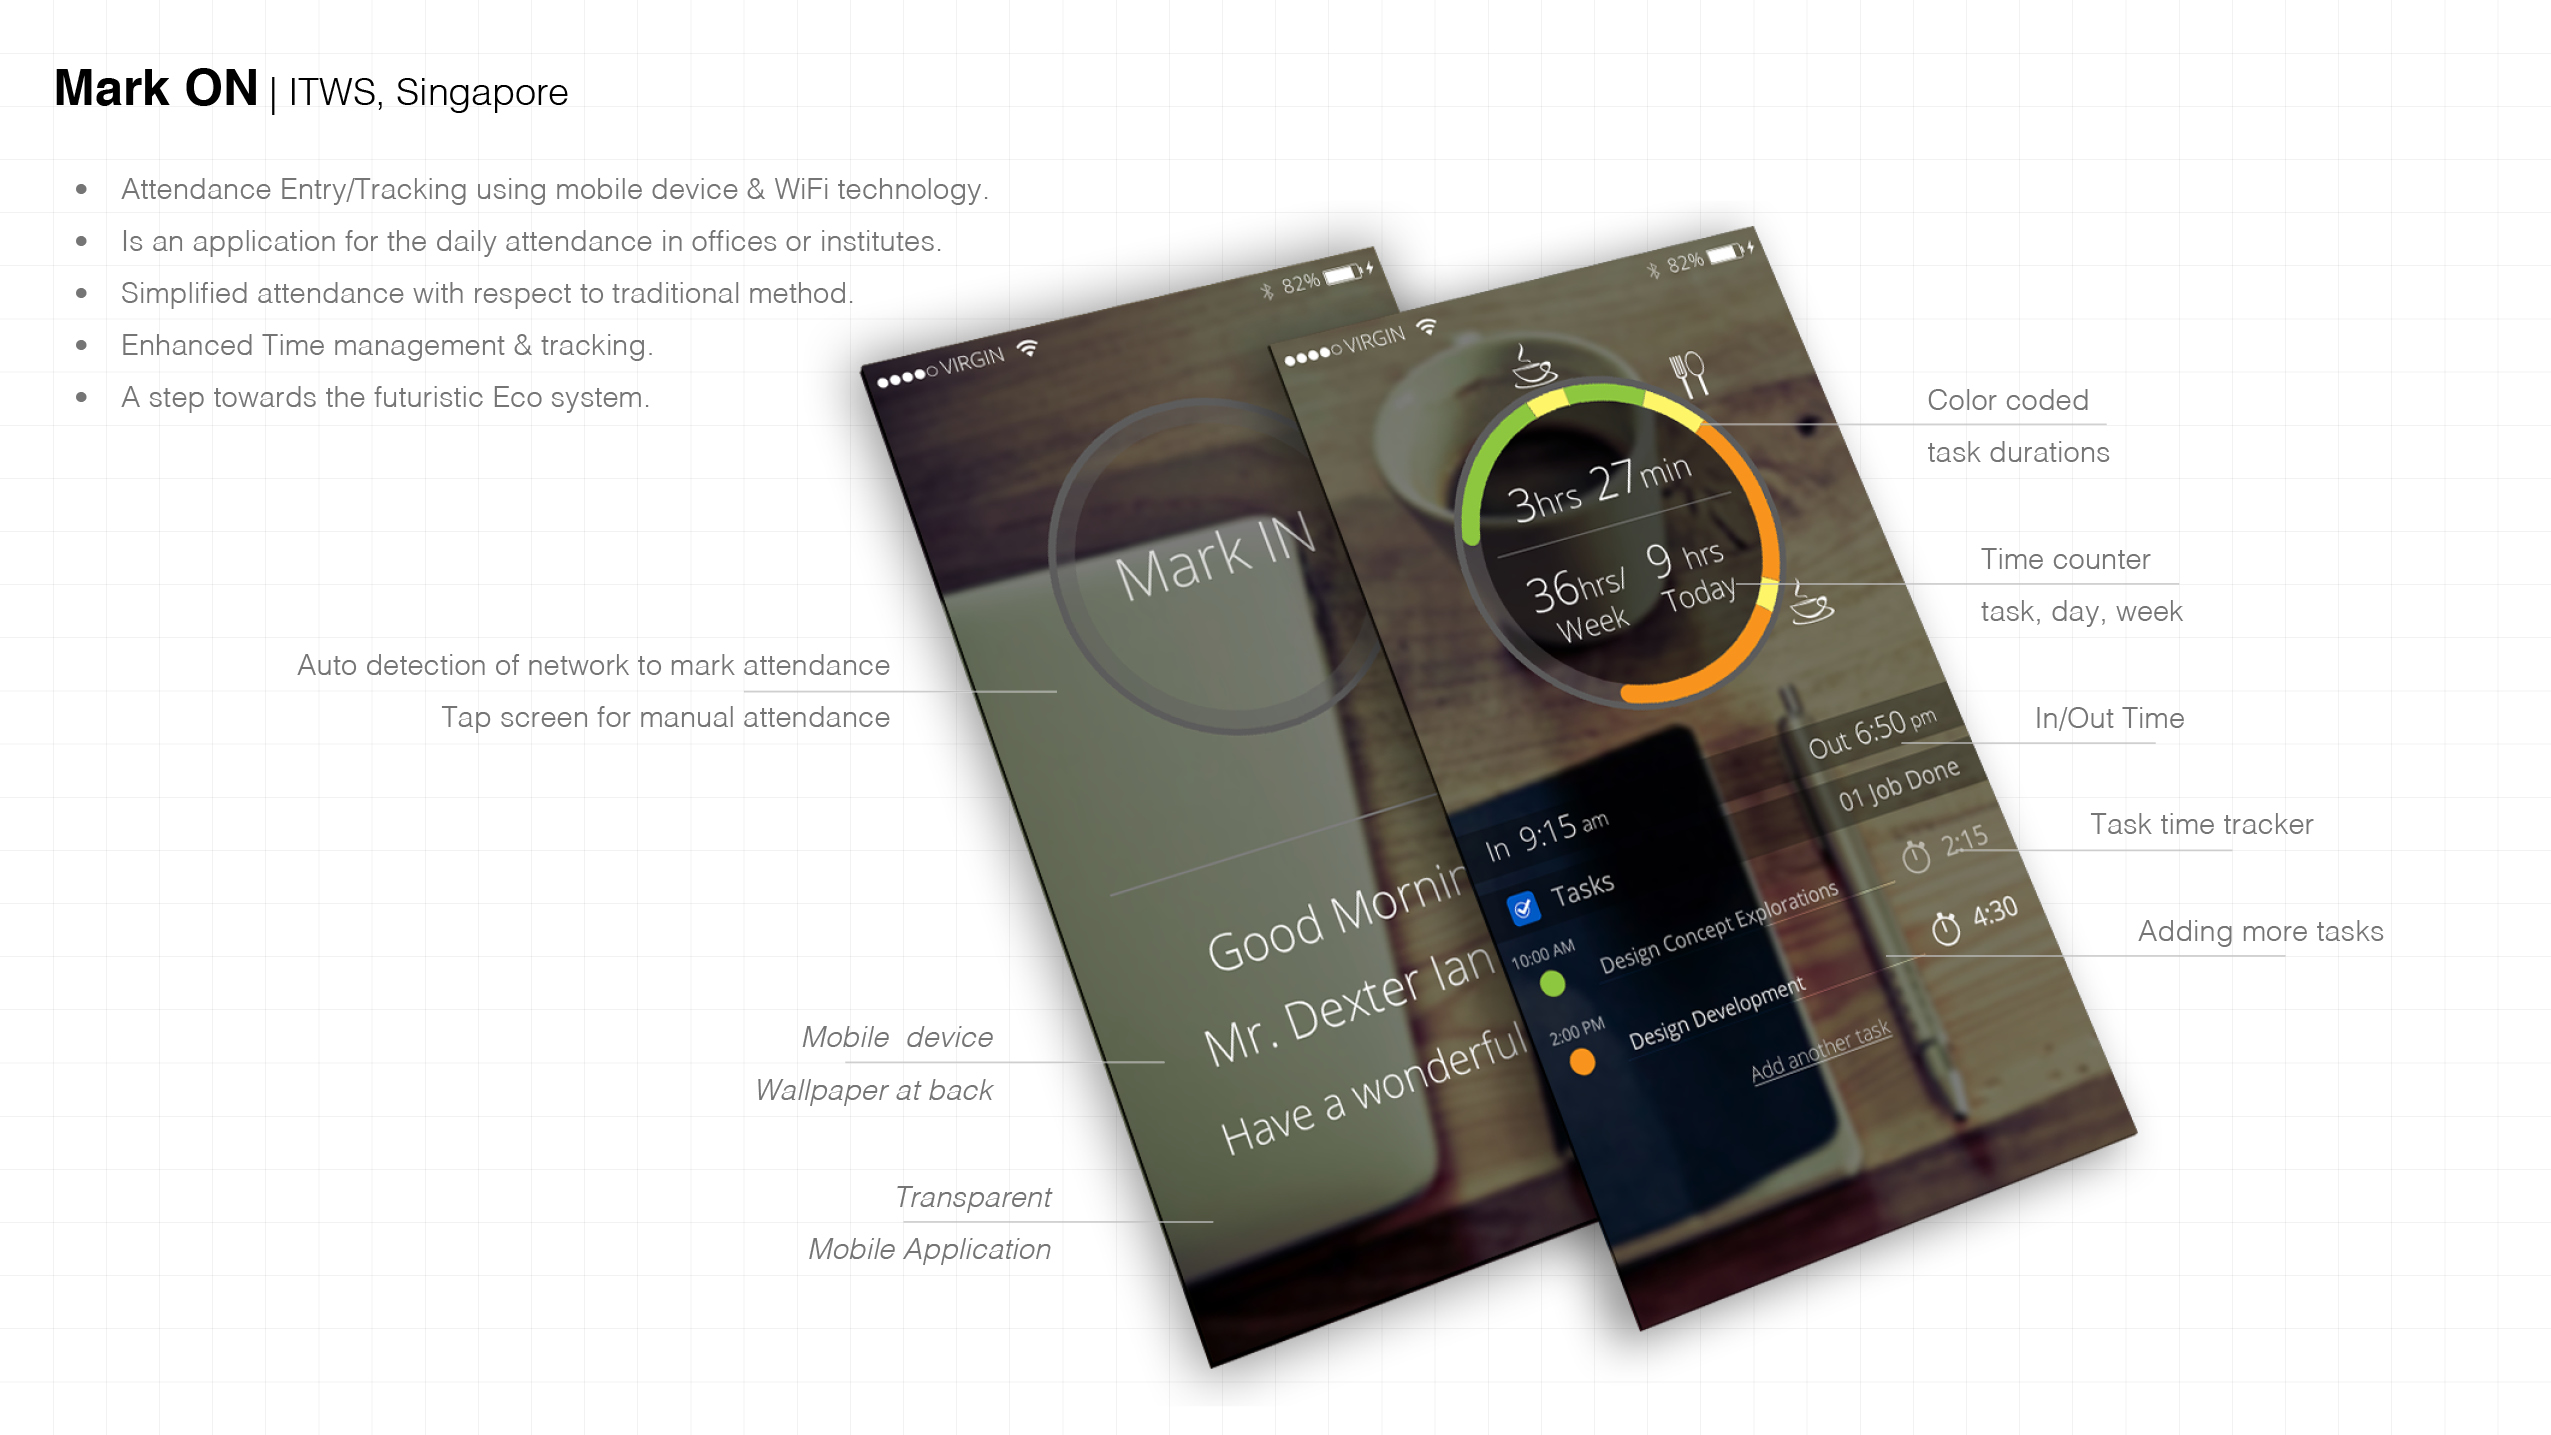 Mark ON | ITWS, Singapore
• Attendance Entry/Tracking using mobile device & WiFi technology.
• Is an application for the daily attendance in offices or institutes.
• Simplified attendance with respect to traditional method.
• Enhanced Time management & tracking.
• A step towards the futuristic Eco system.
Auto detection of network to mark attendance
Tap screen for manual attendance
Mobile device
Wallpaper at back
Transparent
Mobile Application
VIRGIN 82%
Mark IN
Good Mornin
Mr. Dexter Ian
Have a wonderful
VIRGIN 82%
3hrs 27min
36hrs/ 9 hrs
Week Today
In 9:15 am Out 6:50 pm
Tasks 01 Job Done
10:00 AM Design Concept Explorations 2:15
2:00 PM Design Development 4:30
Add another task
Color coded
task durations
Time counter
task, day, week
In/Out Time
Task time tracker
Adding more tasks